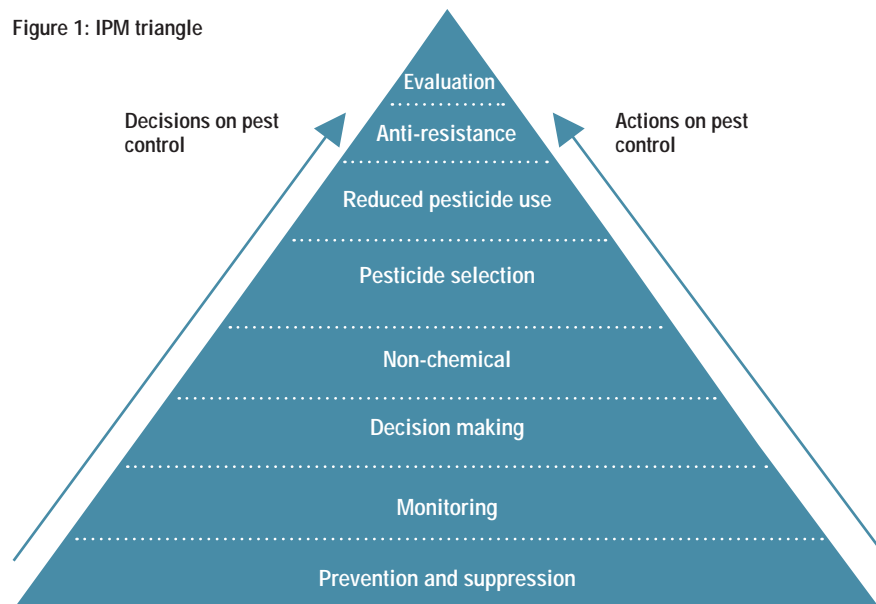 Figure 1: IPM triangle
Evaluation
Decisions on pest
control
Actions on pest
control
Anti-resistance
Reduced pesticide use
Pesticide selection
Non-chemical
Decision making
Monitoring
Prevention and suppression